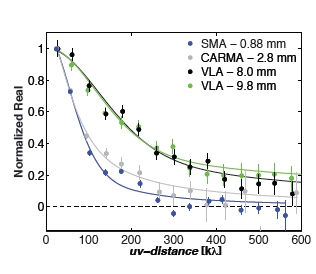 SMA – 0.88 mm
CARMA – 2.8 mm
VLA – 8.0 mm
VLA – 9.8 mm
Normalized Real
1
0.8
0.6
0.4
0.2
0
0 100 200 300 400 500 600
uv–distance [kλ]